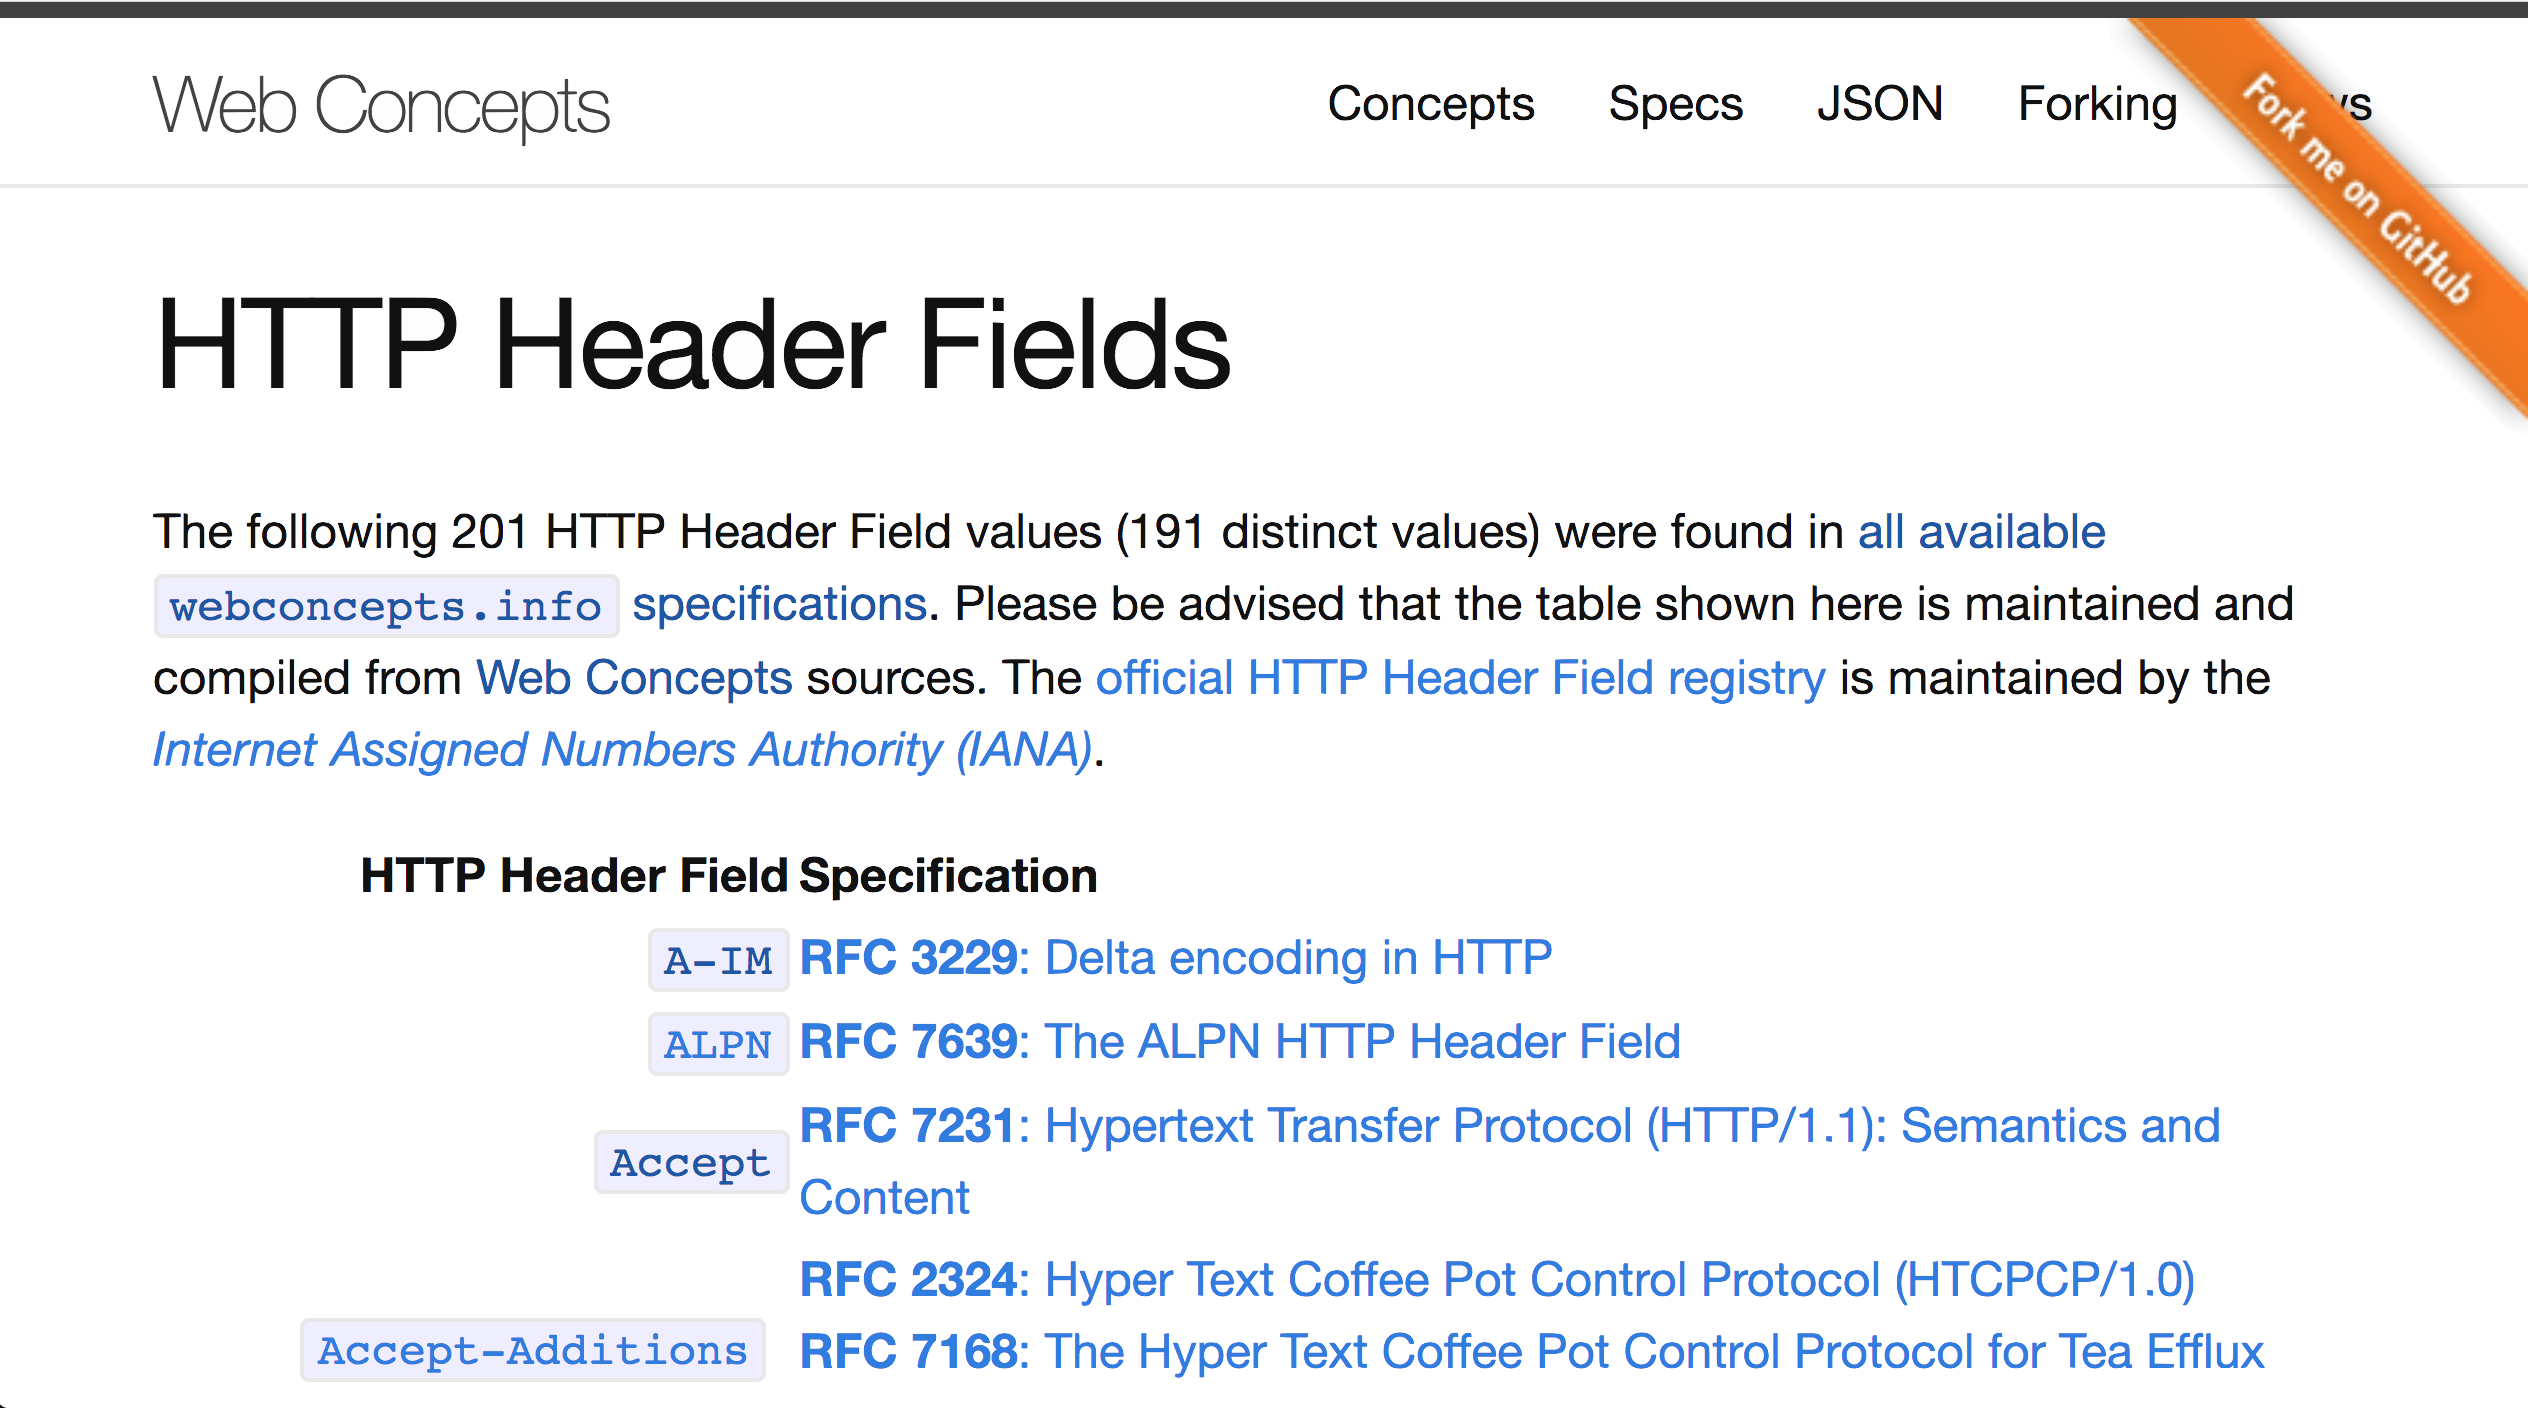 Web Concepts
Concepts Specs JSON Forking
Fork me on GitHub
HTTP Header Fields
The following 201 HTTP Header Field values (191 distinct values) were found in all available
webconcepts.info specifications. Please be advised that the table shown here is maintained and
compiled from Web Concepts sources. The official HTTP Header Field registry is maintained by the
Internet Assigned Numbers Authority (IANA).
HTTP Header Field Specification
A-IM RFC 3229: Delta encoding in HTTP
ALPN RFC 7639: The ALPN HTTP Header Field
Accept RFC 7231: Hypertext Transfer Protocol (HTTP/1.1): Semantics and
Content
RFC 2324: Hyper Text Coffee Pot Control Protocol (HTCPCP/1.0)
Accept-Additions RFC 7168: The Hyper Text Coffee Pot Control Protocol for Tea Efflux